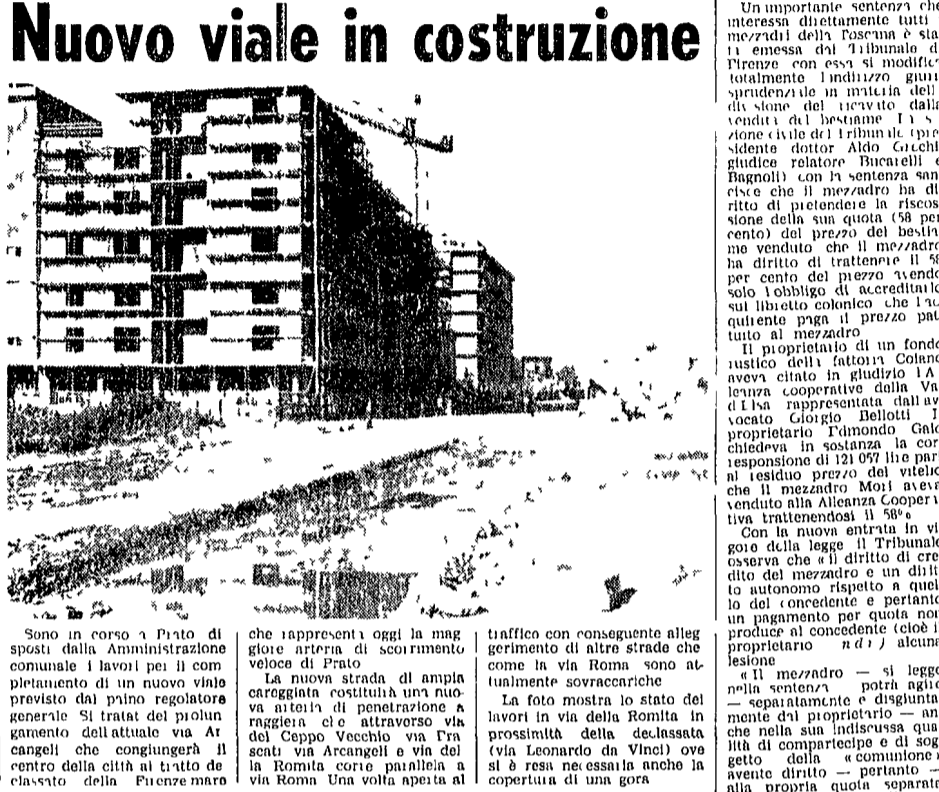 Nuovo viale in costruzione
Sono in corso a Prato di
sposti dalla Amministrazione
comunale i lavori per il com
pletamento di un nuovo viale
previsto dal piano regolatore
generale Si tratat del prolun
gamento dell attuale via Ar
cangeli che congiungerà il
centro della città al tratto de
classato della Firenze mare
che rappresenta oggi la mag
giore arteria di scorrimento
veloce di Prato
La nuova strada di ampia
careggiata costituirà una nuo-
va arteria di penetrazione a
raggiera che attraverso via
del Ceppo Vecchio via Fra
scati via Arcangeli e via del
la Romita corre parallela a
via Roma Una volta aperta al
traffico con conseguente alleg
gerimento di altre strade che
come la via Roma sono at-
tualmente sovraccariche
La foto mostra lo stato dei
lavori in via della Romita in
prossimità della declassata
(via Leonardo da Vinci) ove
si è resa necessaria anche la
copertura di una gora
Un importante sentenza che
interessa direttamente tutti
mezzadri della Toscana è sta
ta emessa dal Tribunale d
Firenze con essa si modific
totalmente l indirizzo giuri
sprudenziale in materia dell
divisione del ricavato dalla
vendita del bestiame La s
zione civile del Tribunale (pre
sidente dottor Aldo
giudice relatore Bucarelli e
Bagnoli) con la sentenza san
cisce che il mezzadro ha di
ritto di pretendere la riscos
sione della sua quota (58 per
cento) del prezzo del bestia
me venduto che il mezzadro
ha diritto di trattenere il 58
per cento del prezzo avendo
solo l obbligo di accreditarlo
sul libretto colonico che l ac
quirente paga il prezzo pat
tuito al mezzadro
Il proprietario di un fondo
rustico della fattoria Colano
aveva citato in giudizio l A
leanza cooperative della Va
d Elsa rappresentata dall av
vocato Giorgio Bellotti I
proprietario Edmondo Galo
chiedeva in sostanza la cor
responsione di 121 057 lire pari
al residuo prezzo del vitello
che il mezzadro Mori aveva
venduto alla Alleanza Coopera
tiva trattenendosi il 58%
Con la nuova entrata in vi
gore della legge il Tribunale
osserva che « il diritto di cre
dito del mezzadro e un dirit
to autonomo rispetto a quel
lo del concedente e pertanto
un pagamento per quota non
produce al concedente (cioè i
proprietario n d r ) alcuna
lesione
« Il mezzadro — si legge
nella sentenza potrà agire
— separatamente e disgiunta
mente dal proprietario — an
che nella sua indiscussa qua
lità di compartecipe e di sog
getto della « comunione
avente diritto — pertanto —
alla propria quota separate